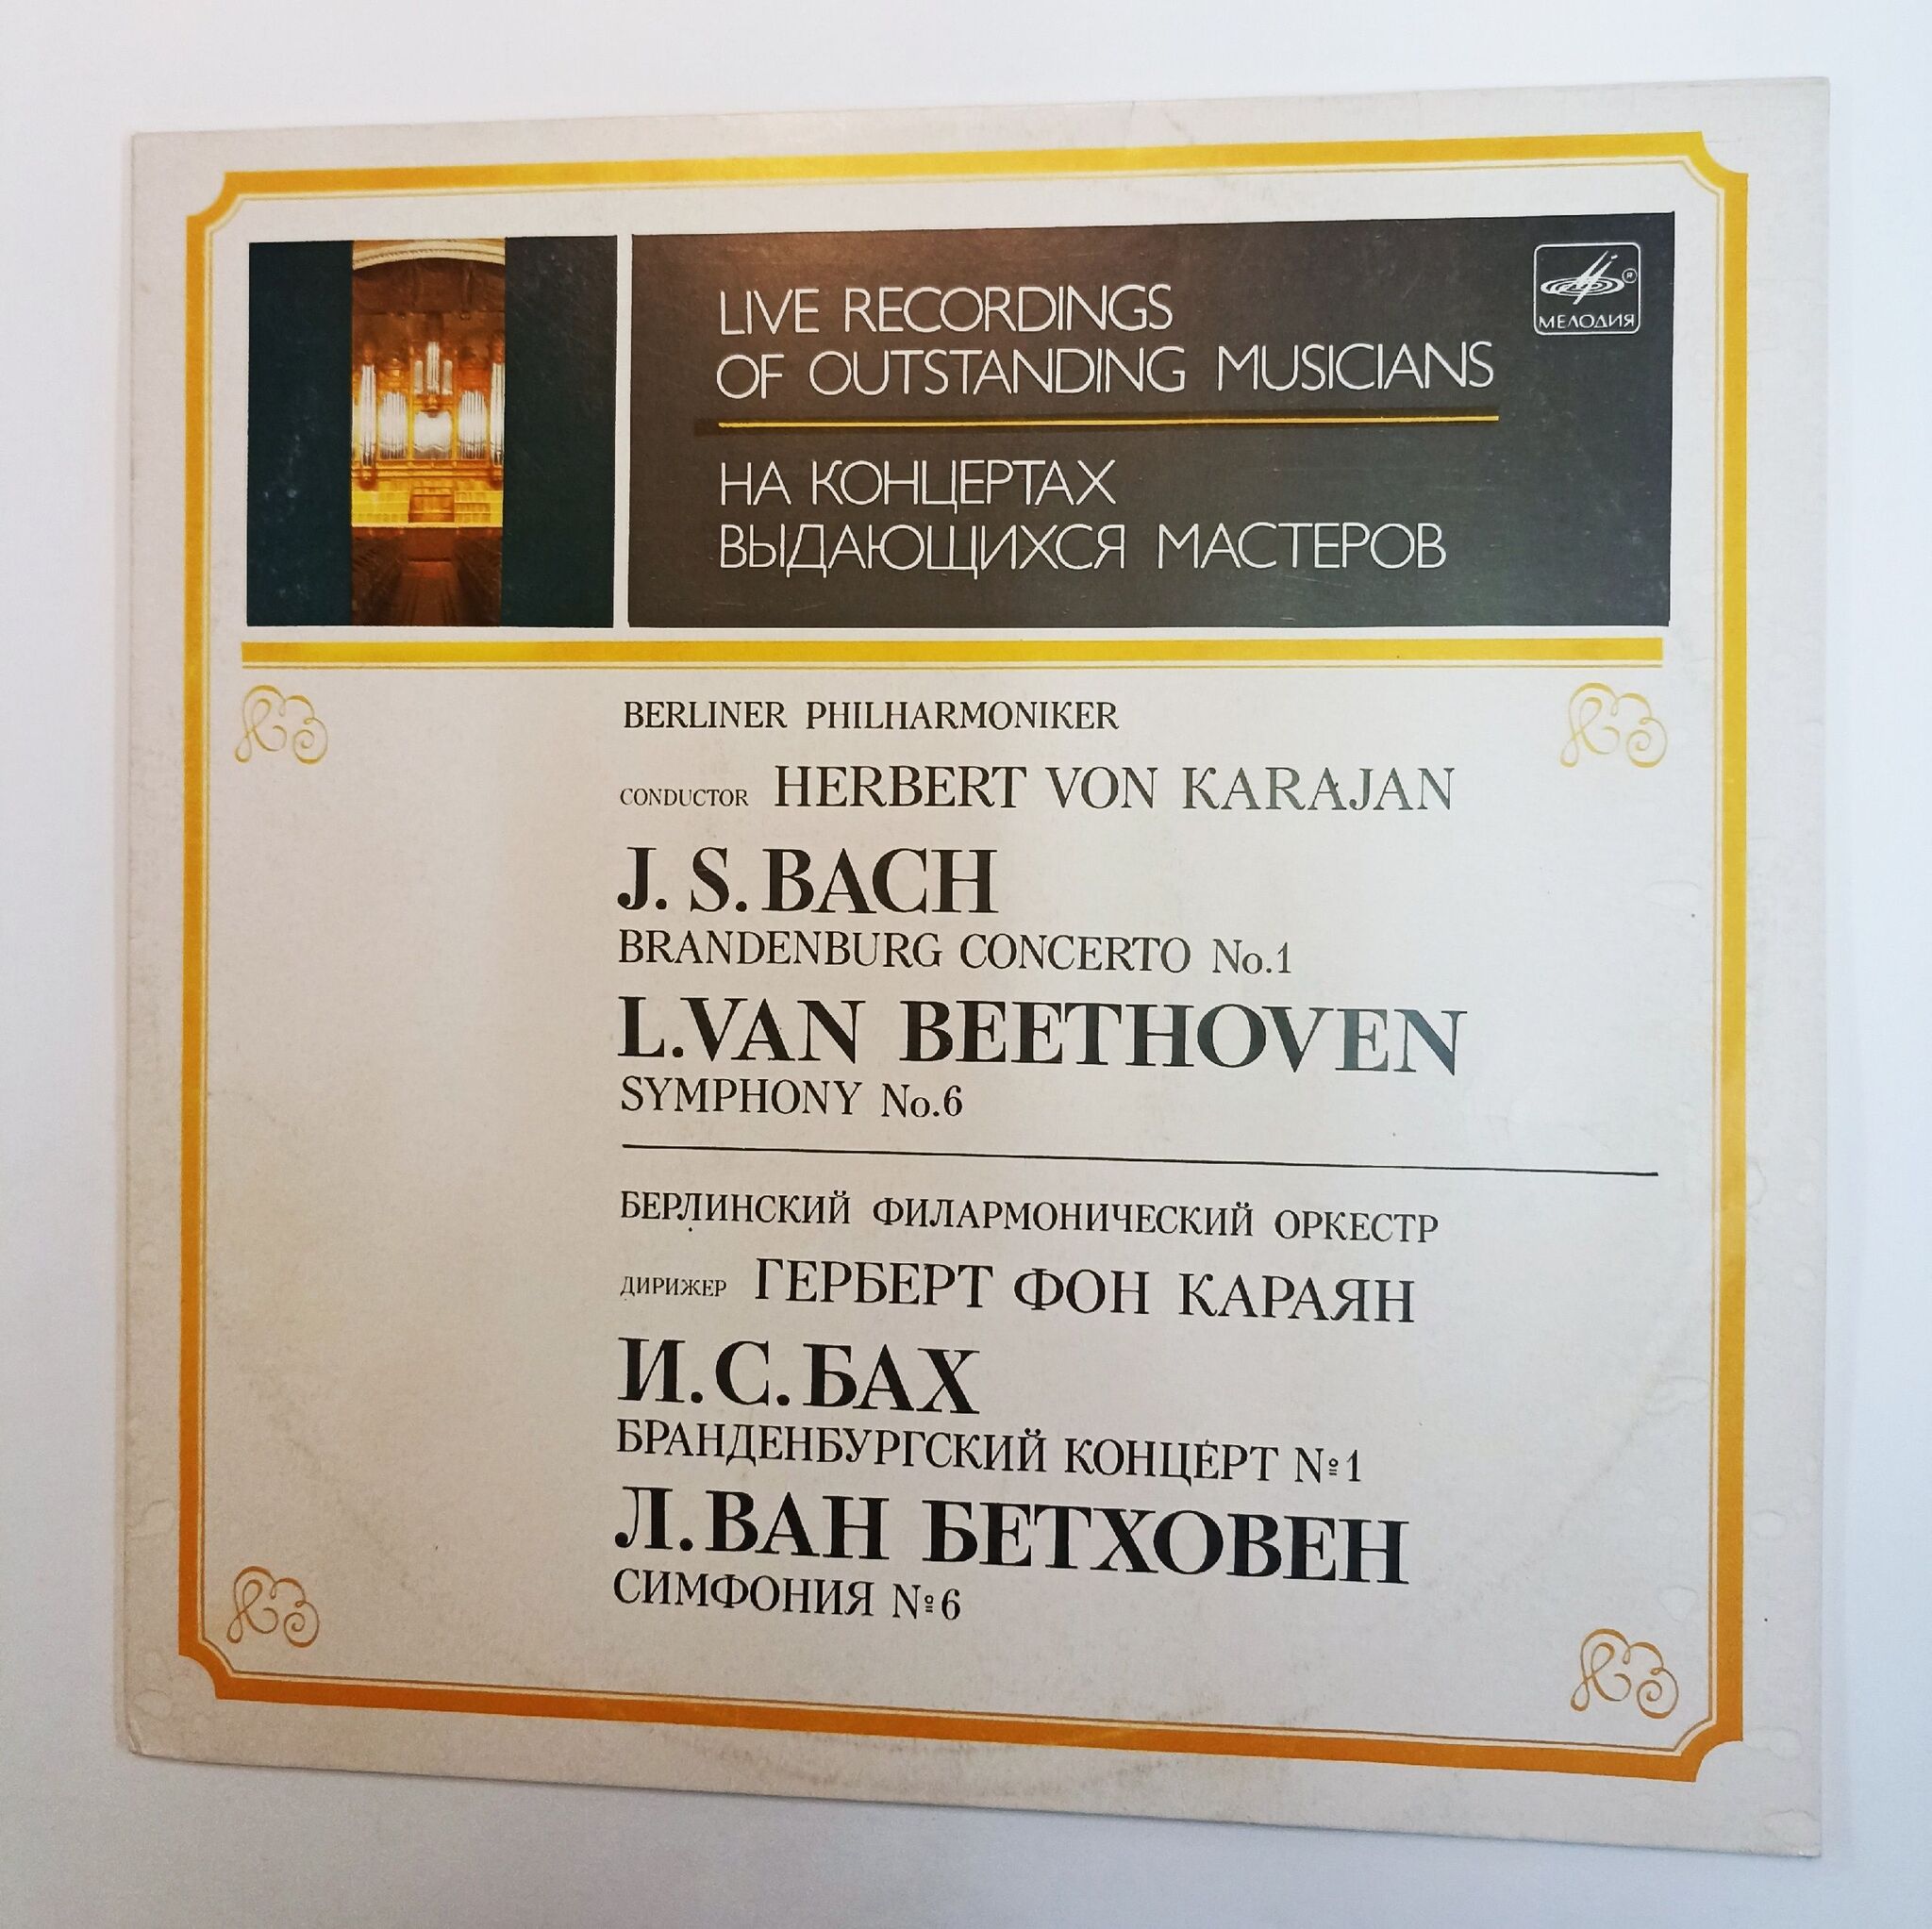 LIVE RECORDINGS
OF OUTSTANDING MUSICIANS
®
МЕЛОДИЯ
НА КОНЦЕРТАХ
ВЫДАЮЩИХСЯ МАСТЕРОВ
BERLINER PHILHARMONIKER
CONDUCTOR HERBERT VON KARAJAN
J. S. BACH
BRANDENBURG CONCERTO No.1
L.VAN BEETHOVEN
SYMPHONY No.6
БЕРЛИНСКИЙ ФИЛАРМОНИЧЕСКИЙ ОРКЕСТР
ДИРИЖЕР ГЕРБЕРТ ФОН КАРАЯН
И.С.БАХ
БРАНДЕНБУРГСКИЙ КОНЦЕРТ №1
Л.ВАН БЕТХОВЕН
СИМФОНИЯ №6